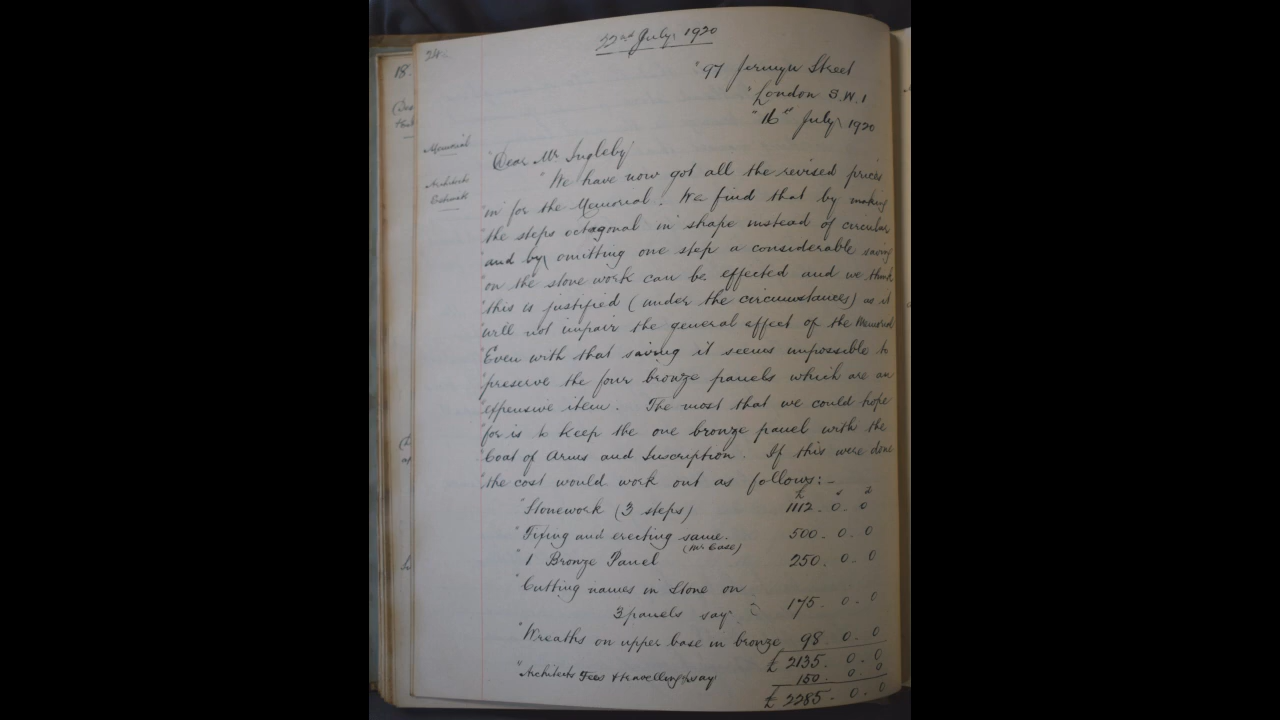 22nd July 1920
24
"97 Jermyn Street
"London S.W.1
"16th July 1920
Memorial
Architects
Estimate
"Dear Mr Ingleby
"We have now got all the revised prices
"in for the Memorial. We find that by making
"the steps octagonal in shape instead of circular
"and by omitting one step a considerable saving
"on the stone work can be effected and we think
"this is justified (under the circumstances) as it
"will not impair the general effect of the Memorial
"Even with that saving it seems impossible to
"preserve the four bronze panels which are an
"expensive item. The most that we could hope
"for is to keep the one bronze panel with the
"Coat of Arms and Inscription. If this were done
"the cost would work out as follows:-
£ s d
"Stonework (3 steps) 1112. 0. 0
"Fixing and erecting same. 500. 0. 0
(Mr Case)
"1 Bronze Panel 250. 0. 0
"Cutting names in Stone on
3 panels say 175. 0. 0
"Wreaths on upper base in bronze 98. 0. 0
£ 2135. 0. 0
"Architects Fees & travelling say 150. 0. 0
£ 2285. 0. 0
18